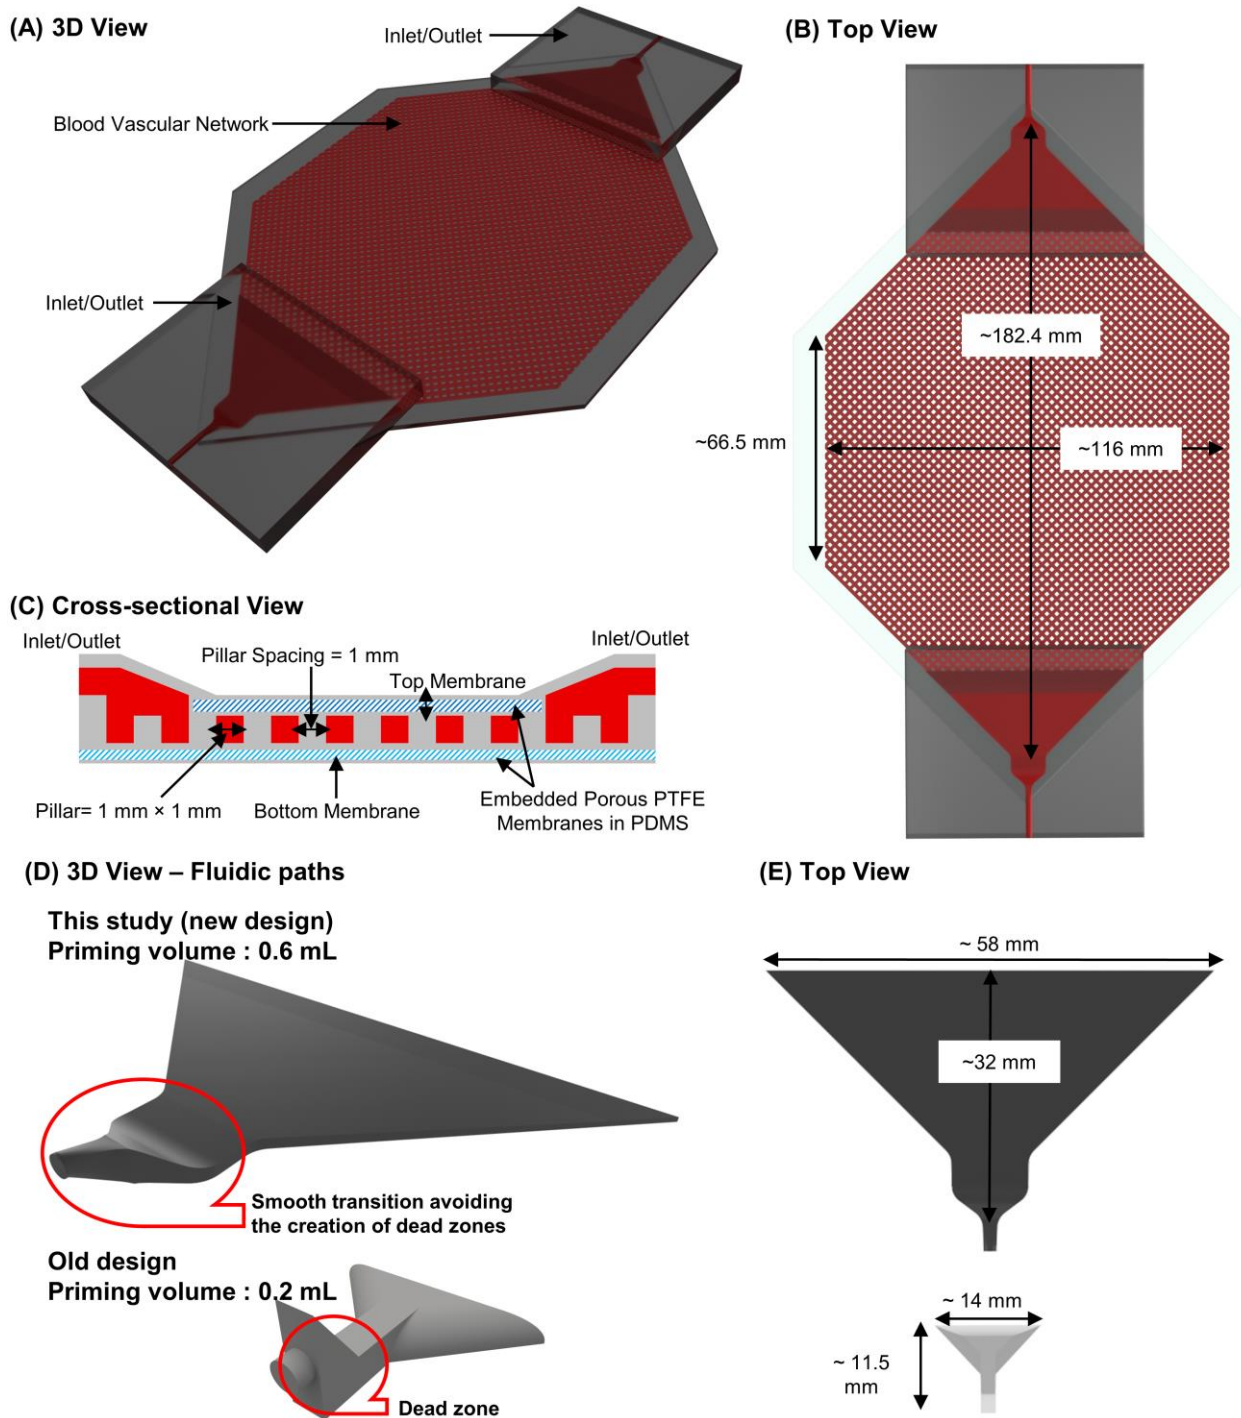 (A) 3D View
Inlet/Outlet
Blood Vascular Network
Inlet/Outlet
(B) Top View
~182.4 mm
~66.5 mm
~116 mm
(C) Cross-sectional View
Inlet/Outlet
Inlet/Outlet
Pillar Spacing = 1 mm
Top Membrane
Pillar= 1 mm × 1 mm
Bottom Membrane
Embedded Porous PTFE
Membranes in PDMS
(D) 3D View – Fluidic paths
This study (new design)
Priming volume : 0.6 mL
Smooth transition avoiding
the creation of dead zones
Old design
Priming volume : 0.2 mL
Dead zone
(E) Top View
~ 58 mm
~32 mm
~ 14 mm
~ 11.5
mm